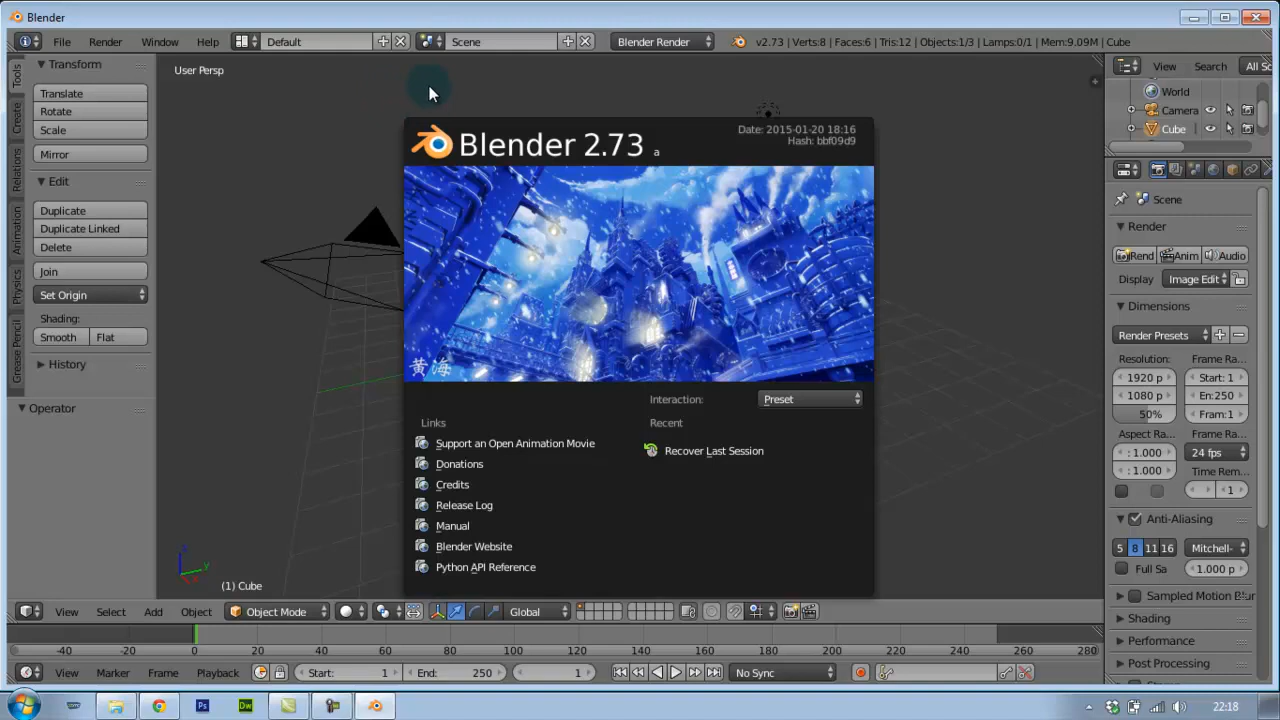 Blender
File
Render
Window
Help
Default
Scene
Blender Render
v2.73 | Verts:8 | Faces:6 | Tris:12 | Objects:1/3 | Lamps:0/1 | Mem:9.09M | Cube
Tools
Create
Relations
Animation
Physics
Grease Pencil
Transform
Translate
Rotate
Scale
Mirror
Edit
Duplicate
Duplicate Linked
Delete
Join
Set Origin
Shading:
Smooth
Flat
History
Operator
User Persp
Blender 2.73 a
Date: 2015-01-20 18:16
Hash: bbf09d9
黄海
Interaction:
Preset
Links
Support an Open Animation Movie
Donations
Credits
Release Log
Manual
Blender Website
Python API Reference
Recent
Recover Last Session
(1) Cube
View
Search
All Sc
World
Camera
Cube
Scene
Render
Rend
Anim
Audio
Display
Image Edit
Dimensions
Render Presets
Resolution:
Frame Ra...
1920 p
Start: 1
1080 p
En:250
50%
Fram:1
Aspect Ra...
Frame Ra...
: 1.000
24 fps
: 1.000
Time Rem...
1
Anti-Aliasing
5
8
11
16
Mitchell-
Full Sa
1.000 p
Sampled Motion Blur
Shading
Performance
Post Processing
View
Select
Add
Object
Object Mode
Global
-40
-20
0
20
40
60
80
100
120
140
160
180
200
220
240
260
280
View
Marker
Frame
Playback
Start: 1
End: 250
1
No Sync
Ps
Dw
22:18